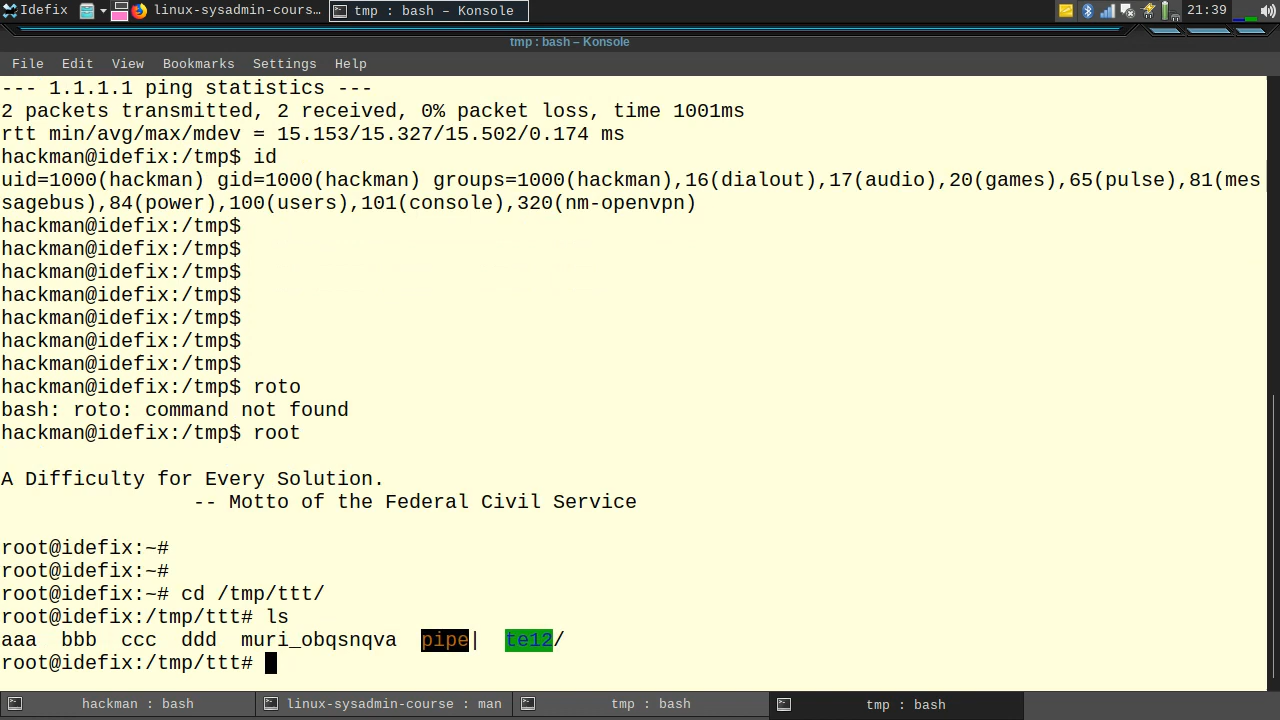 Idefix linux-sysadmin-cours… tmp : bash – Konsole 21:39
tmp : bash – Konsole
File Edit View Bookmarks Settings Help
--- 1.1.1.1 ping statistics ---
2 packets transmitted, 2 received, 0% packet loss, time 1001ms
rtt min/avg/max/mdev = 15.153/15.327/15.502/0.174 ms
hackman@idefix:/tmp$ id
uid=1000(hackman) gid=1000(hackman) groups=1000(hackman),16(dialout),17(audio),20(games),65(pulse),81(mes
sagebus),84(power),100(users),101(console),320(nm-openvpn)
hackman@idefix:/tmp$
hackman@idefix:/tmp$
hackman@idefix:/tmp$
hackman@idefix:/tmp$
hackman@idefix:/tmp$
hackman@idefix:/tmp$
hackman@idefix:/tmp$
hackman@idefix:/tmp$ roto
bash: roto: command not found
hackman@idefix:/tmp$ root
A Difficulty for Every Solution.
-- Motto of the Federal Civil Service
root@idefix:~#
root@idefix:~#
root@idefix:~# cd /tmp/ttt/
root@idefix:/tmp/ttt# ls
aaa bbb ccc ddd muri_obqsnqva pipe| te12/
root@idefix:/tmp/ttt#
hackman : bash linux-sysadmin-course : man tmp : bash tmp : bash